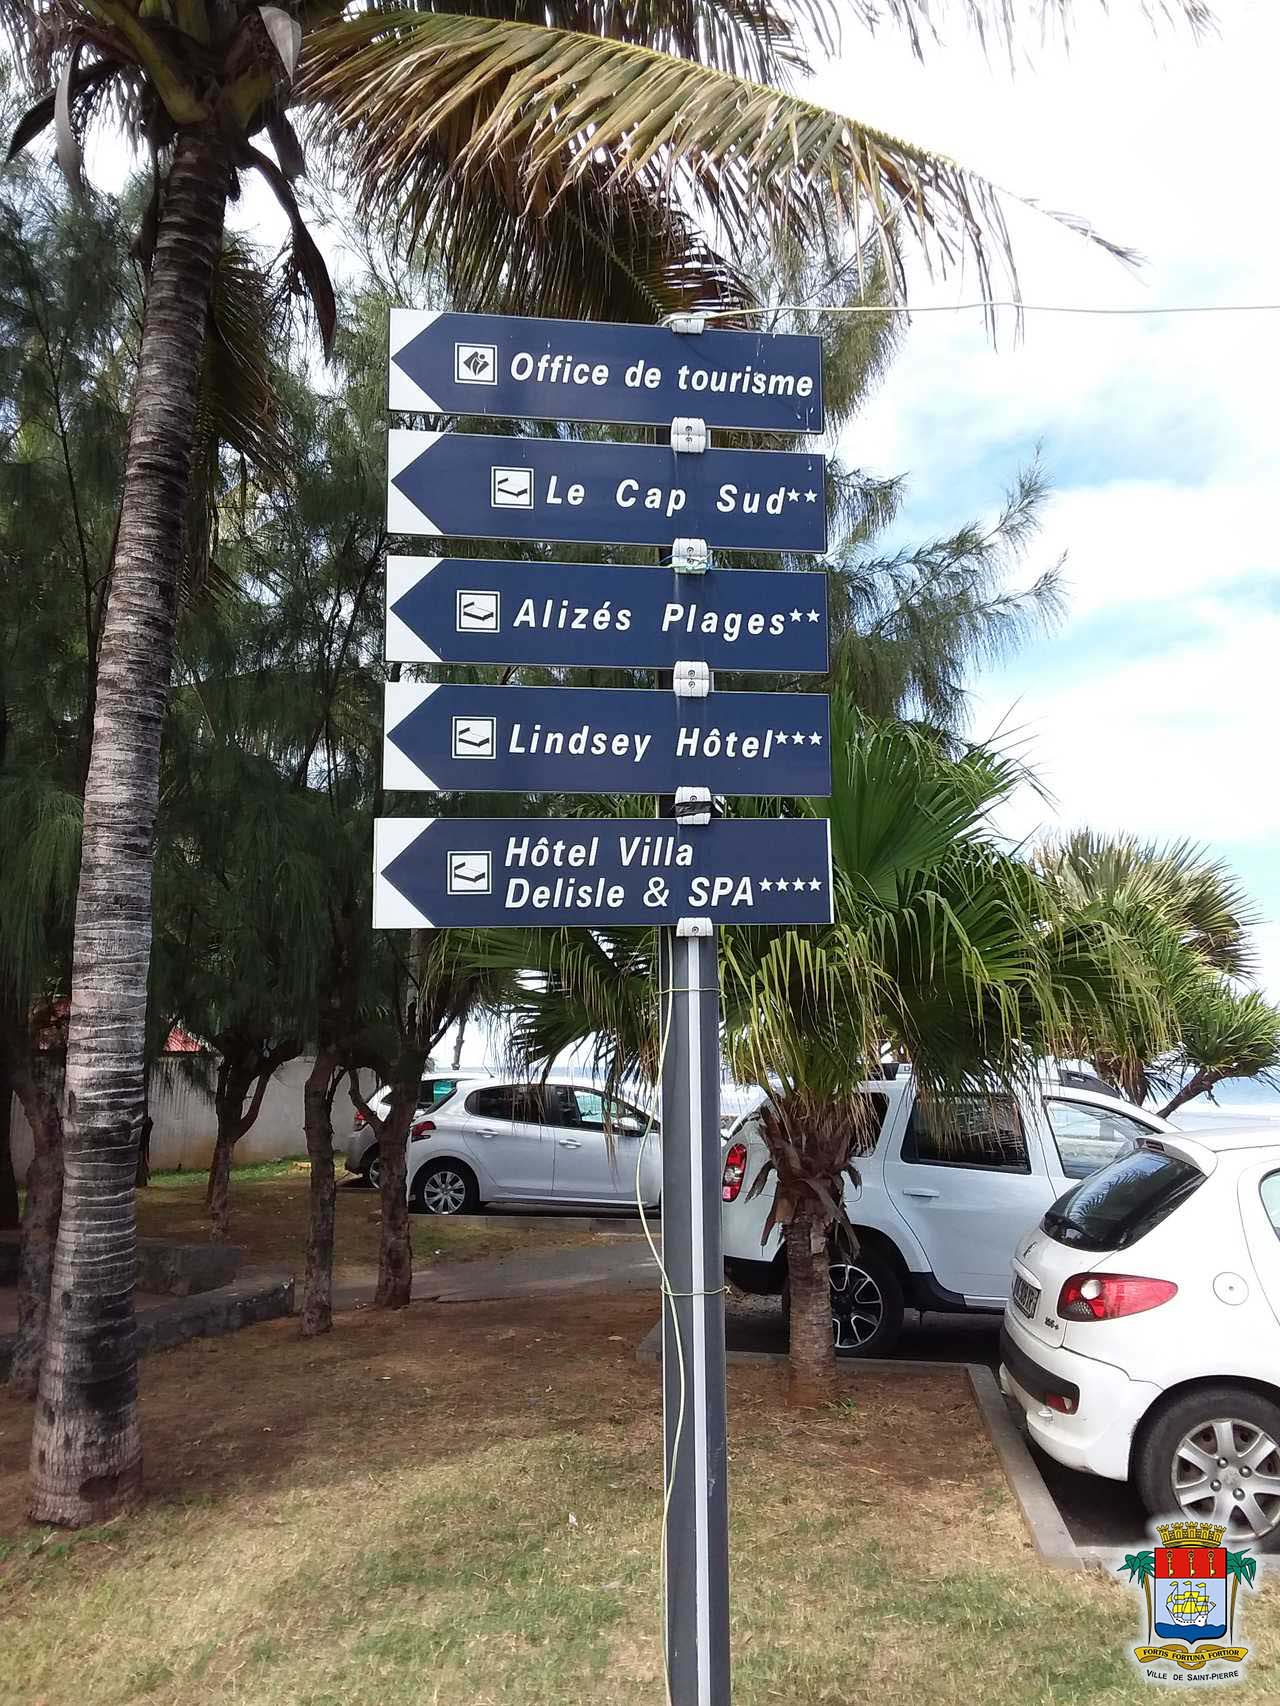 Office de tourisme
Le Cap Sud**
Alizés Plages**
Lindsey Hôtel***
Hôtel Villa
Delisle & SPA****
FORTIS FORTUNA FORTIOR
VILLE DE SAINT-PIERRE